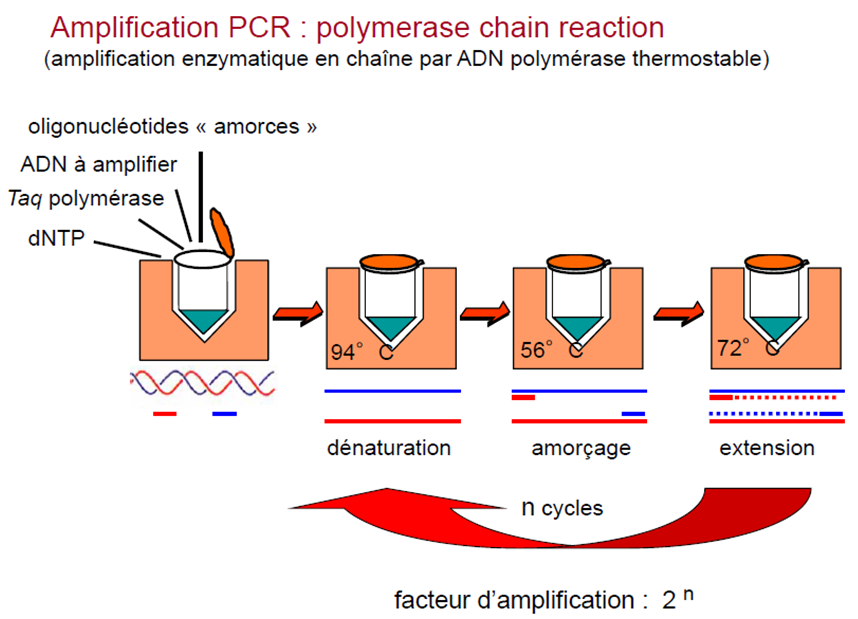 Amplification PCR : polymerase chain reaction
(amplification enzymatique en chaîne par ADN polymérase thermostable)
oligonucléotides « amorces »
ADN à amplifier
Taq polymérase
dNTP
94° C
56° C
72° C
dénaturation
amorçage
extension
n cycles
facteur d’amplification : 2 n